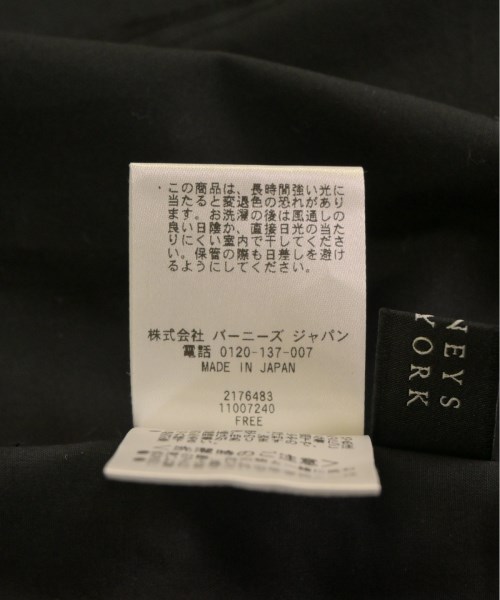 ・この商品は、長時間強い光に
当たると変退色の恐れがあり
ます。お洗濯の後は風通しの
良い日陰か、直接日光の当た
りにくい室内で干してくださ
い。保管の際も日差しを避け
るようにしてください。
株式会社 バーニーズ ジャパン
電話 0120-137-007
MADE IN JAPAN
2176483
11007240
FREE
NEYS
YORK